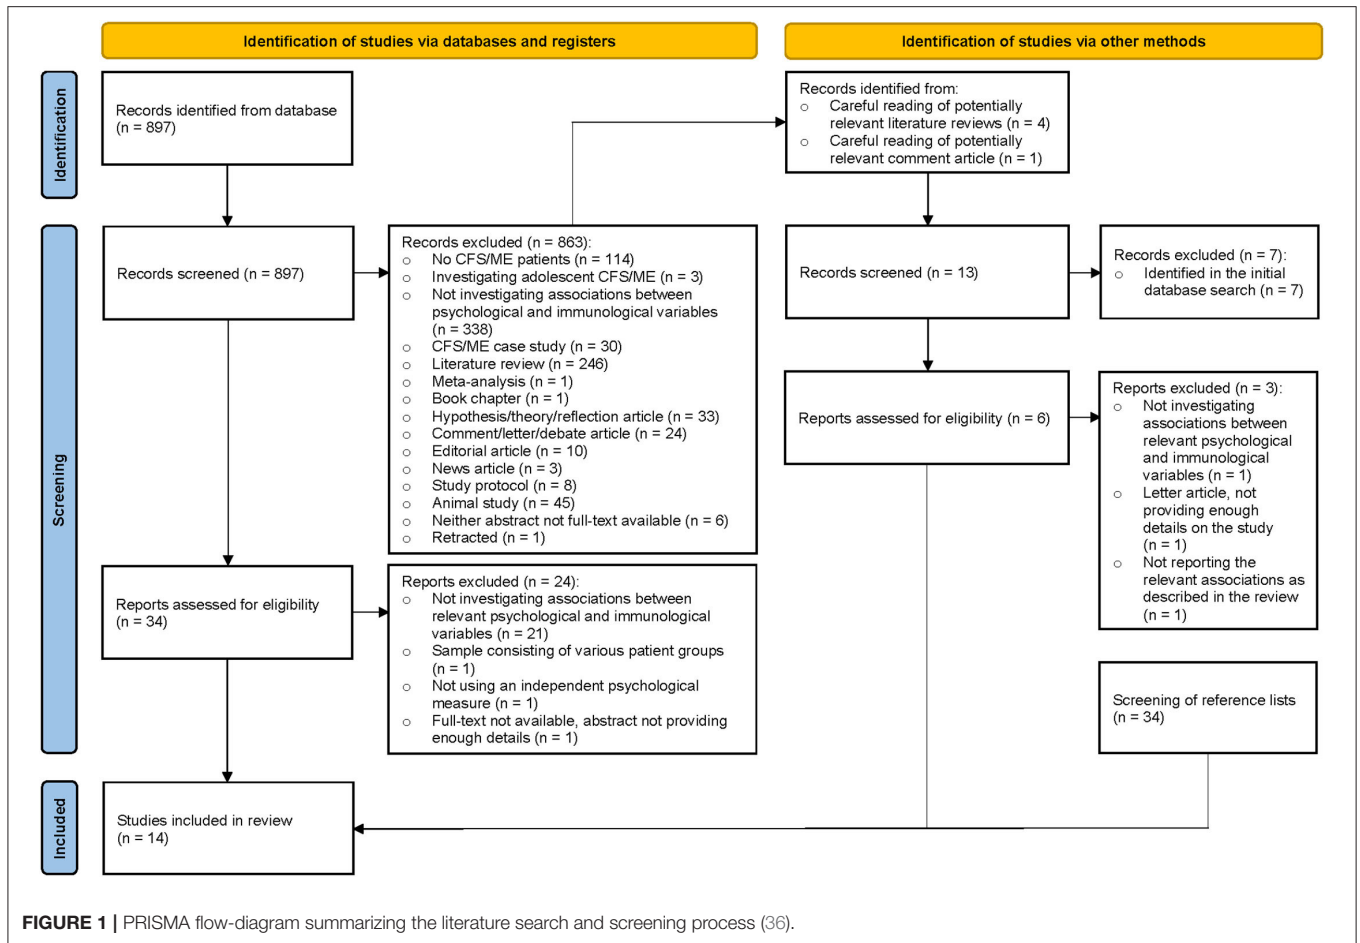 Identification of studies via databases and registers
Identification of studies via other methods
Identification
Records identified from database
(n = 897)
Records identified from:
o Careful reading of potentially
relevant literature reviews (n = 4)
o Careful reading of potentially
relevant comment article (n = 1)
Screening
Records screened (n = 897)
Records excluded (n = 863):
o No CFS/ME patients (n = 114)
o Investigating adolescent CFS/ME (n = 3)
o Not investigating associations between
psychological and immunological variables
(n = 338)
o CFS/ME case study (n = 30)
o Literature review (n = 246)
o Meta-analysis (n = 1)
o Book chapter (n = 1)
o Hypothesis/theory/reflection article (n = 33)
o Comment/letter/debate article (n = 24)
o Editorial article (n = 10)
o News article (n = 3)
o Study protocol (n = 8)
o Animal study (n = 45)
o Neither abstract not full-text available (n = 6)
o Retracted (n = 1)
Records screened (n = 13)
Records excluded (n = 7):
o Identified in the initial
database search (n = 7)
Reports assessed for eligibility (n = 6)
Reports excluded (n = 3):
o Not investigating
associations between
relevant psychological
and immunological
variables (n = 1)
o Letter article, not
providing enough
details on the study
(n = 1)
o Not reporting the
relevant associations as
described in the review
(n = 1)
Reports assessed for eligibility
(n = 34)
Reports excluded (n = 24):
o Not investigating associations between
relevant psychological and immunological
variables (n = 21)
o Sample consisting of various patient groups
(n = 1)
o Not using an independent psychological
measure (n = 1)
o Full-text not available, abstract not providing
enough details (n = 1)
Screening of reference lists
(n = 34)
Included
Studies included in review
(n = 14)
FIGURE 1 | PRISMA flow-diagram summarizing the literature search and screening process (36).